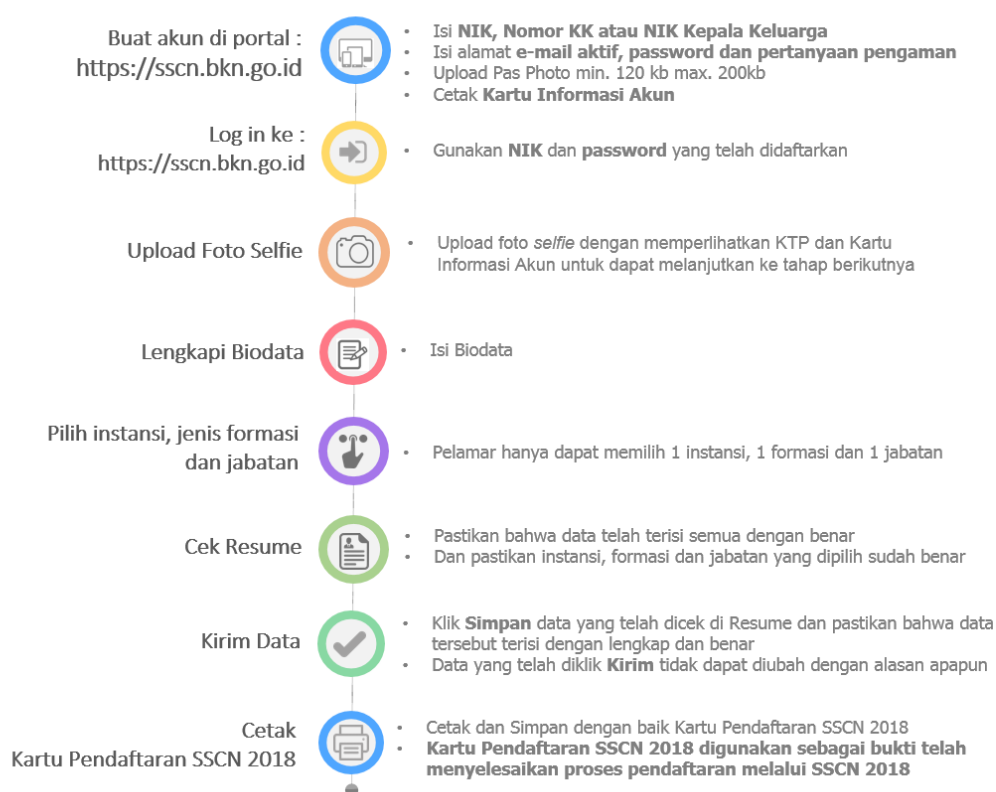 Buat akun di portal :
https://sscn.bkn.go.id
• Isi NIK, Nomor KK atau NIK Kepala Keluarga
• Isi alamat e-mail aktif, password dan pertanyaan pengaman
• Upload Pas Photo min. 120 kb max. 200kb
• Cetak Kartu Informasi Akun
Log in ke :
https://sscn.bkn.go.id
• Gunakan NIK dan password yang telah didaftarkan
Upload Foto Selfie
• Upload foto selfie dengan memperlihatkan KTP dan Kartu
Informasi Akun untuk dapat melanjutkan ke tahap berikutnya
Lengkapi Biodata
• Isi Biodata
Pilih instansi, jenis formasi
dan jabatan
• Pelamar hanya dapat memilih 1 instansi, 1 formasi dan 1 jabatan
Cek Resume
• Pastikan bahwa data telah terisi semua dengan benar
• Dan pastikan instansi, formasi dan jabatan yang dipilih sudah benar
Kirim Data
• Klik Simpan data yang telah dicek di Resume dan pastikan bahwa data
tersebut terisi dengan lengkap dan benar
• Data yang telah diklik Kirim tidak dapat diubah dengan alasan apapun
Cetak
Kartu Pendaftaran SSCN 2018
• Cetak dan Simpan dengan baik Kartu Pendaftaran SSCN 2018
• Kartu Pendaftaran SSCN 2018 digunakan sebagai bukti telah
menyelesaikan proses pendaftaran melalui SSCN 2018